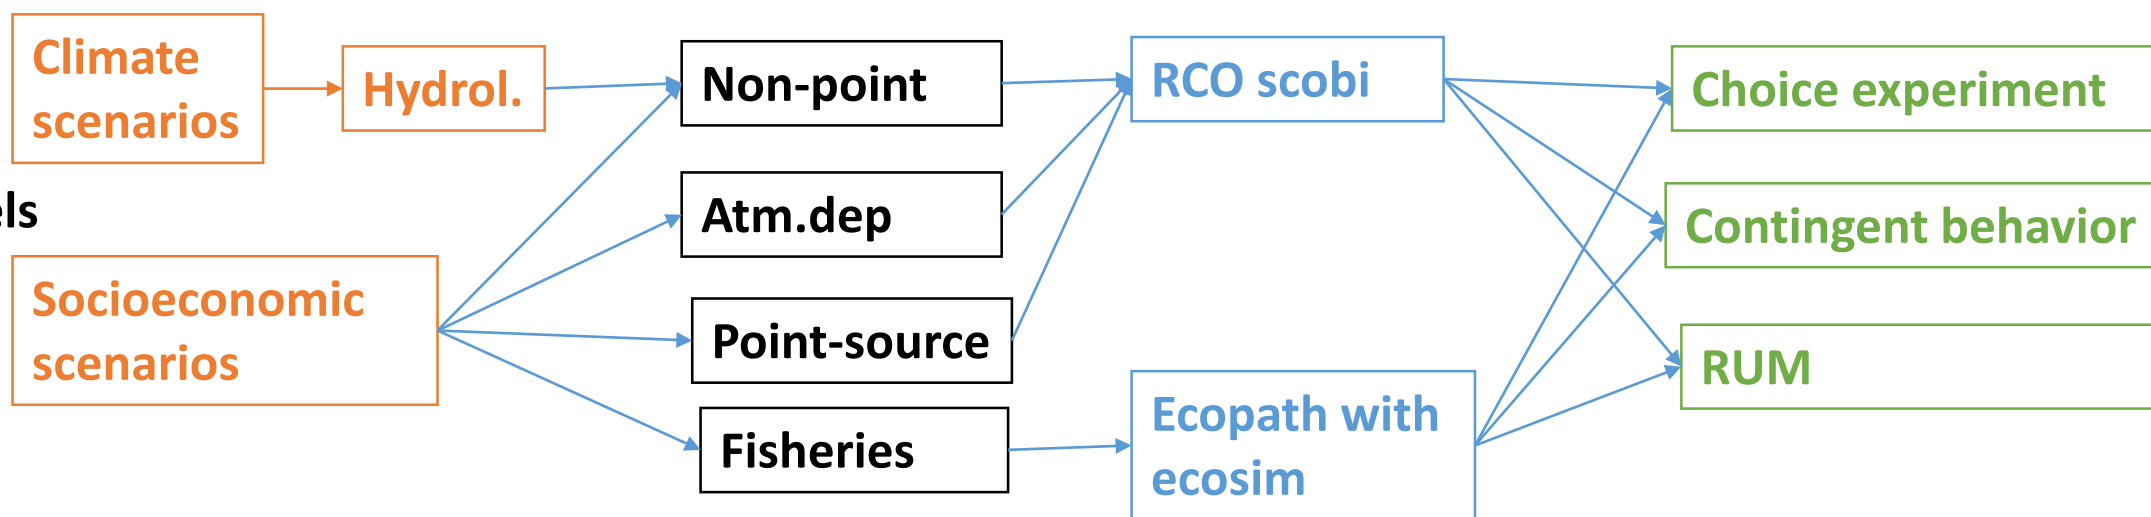 Climate
scenarios
Hydrol.
Non-point
RCO scobi
Choice experiment
Atm.dep
Contingent behavior
els
Socioeconomic
scenarios
Point-source
RUM
Fisheries
Ecopath with
ecosim